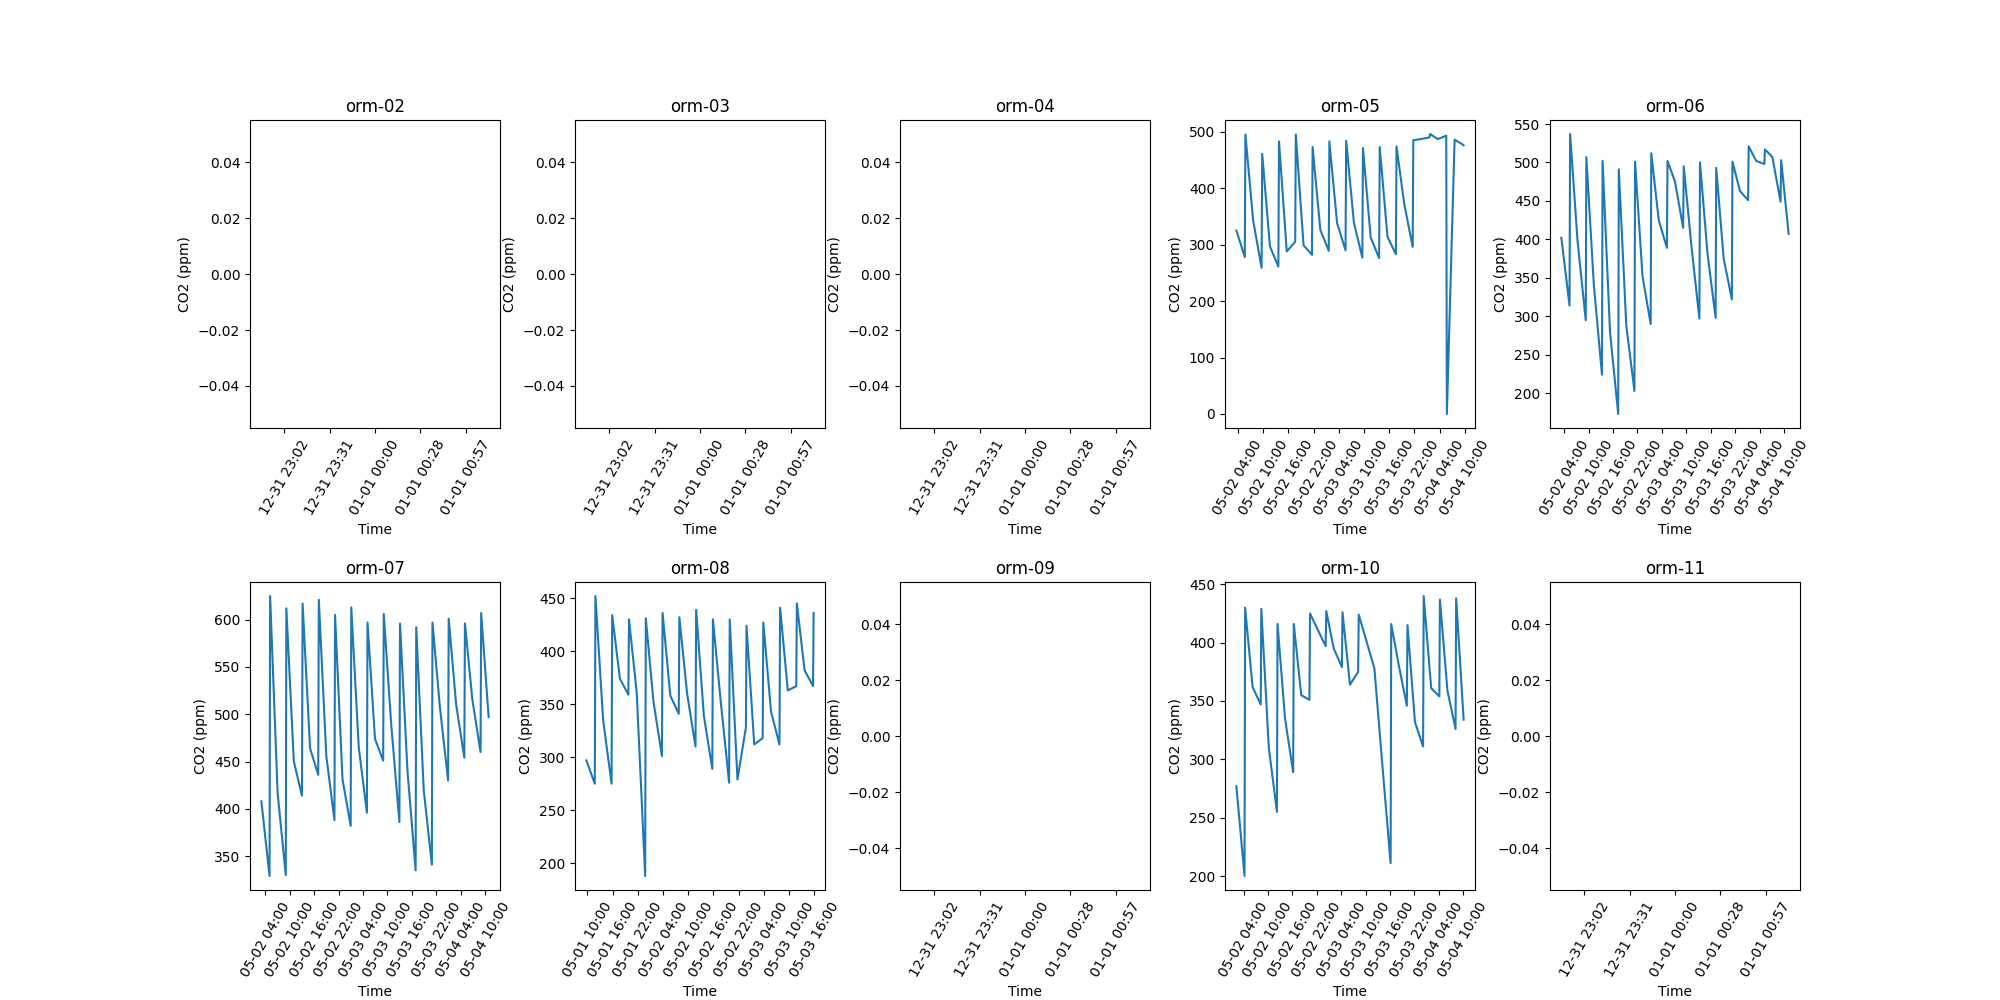 orm-02 orm-03 orm-04 orm-05 orm-06
CO2 (ppm)
0.04
0.02
0.00
−0.02
−0.04
12-31 23:02 12-31 23:31 01-01 00:00 01-01 00:28 01-01 00:57
Time
CO2 (ppm)
0.04
0.02
0.00
−0.02
−0.04
12-31 23:02 12-31 23:31 01-01 00:00 01-01 00:28 01-01 00:57
Time
CO2 (ppm)
0.04
0.02
0.00
−0.02
−0.04
12-31 23:02 12-31 23:31 01-01 00:00 01-01 00:28 01-01 00:57
Time
CO2 (ppm)
500
400
300
200
100
0
05-02 04:00 05-02 10:00 05-02 16:00 05-02 22:00 05-03 04:00 05-03 10:00 05-03 16:00 05-03 22:00 05-04 04:00 05-04 10:00
Time
CO2 (ppm)
550
500
450
400
350
300
250
200
05-02 04:00 05-02 10:00 05-02 16:00 05-02 22:00 05-03 04:00 05-03 10:00 05-03 16:00 05-03 22:00 05-04 04:00 05-04 10:00
Time
orm-07 orm-08 orm-09 orm-10 orm-11
CO2 (ppm)
600
550
500
450
400
350
05-02 04:00 05-02 10:00 05-02 16:00 05-02 22:00 05-03 04:00 05-03 10:00 05-03 16:00 05-03 22:00 05-04 04:00 05-04 10:00
Time
CO2 (ppm)
450
400
350
300
250
200
05-01 10:00 05-01 16:00 05-01 22:00 05-02 04:00 05-02 10:00 05-02 16:00 05-02 22:00 05-03 04:00 05-03 10:00 05-03 16:00
Time
CO2 (ppm)
0.04
0.02
0.00
−0.02
−0.04
12-31 23:02 12-31 23:31 01-01 00:00 01-01 00:28 01-01 00:57
Time
CO2 (ppm)
450
400
350
300
250
200
05-02 04:00 05-02 10:00 05-02 16:00 05-02 22:00 05-03 04:00 05-03 10:00 05-03 16:00 05-03 22:00 05-04 04:00 05-04 10:00
Time
CO2 (ppm)
0.04
0.02
0.00
−0.02
−0.04
12-31 23:02 12-31 23:31 01-01 00:00 01-01 00:28 01-01 00:57
Time